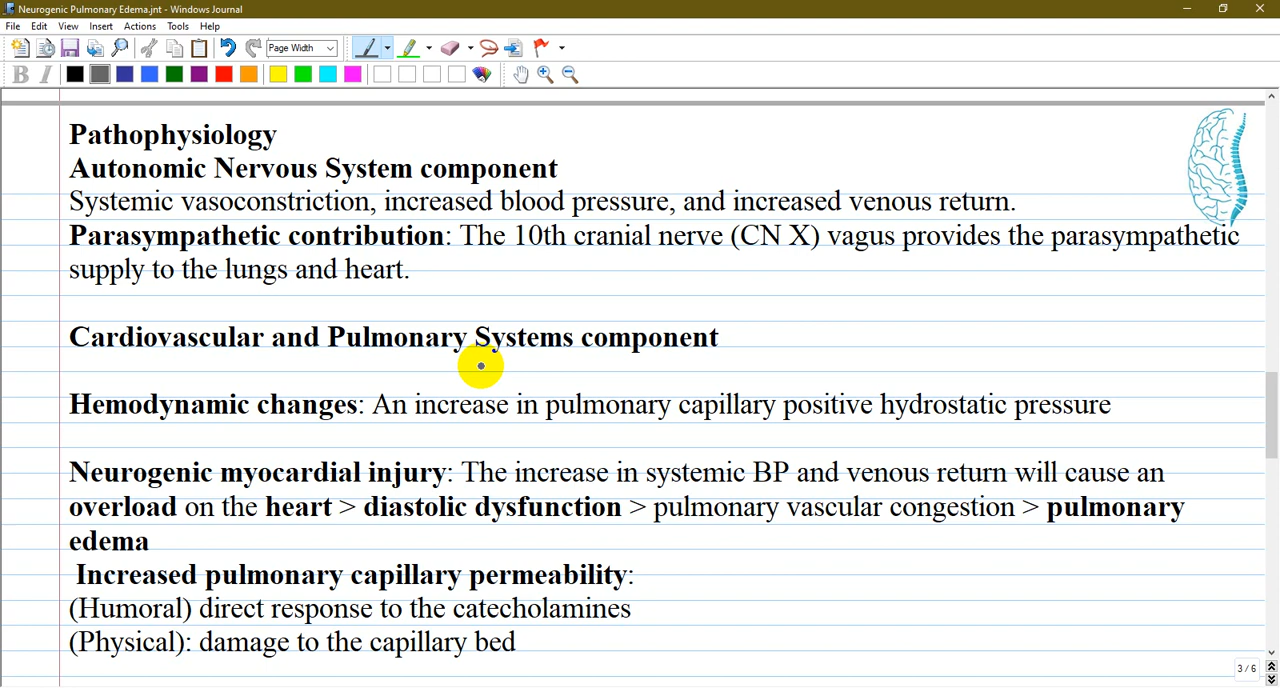 Neurogenic Pulmonary Edema.jnt - Windows Journal
File Edit View Insert Actions Tools Help
Page Width
B I
Pathophysiology
Autonomic Nervous System component
Systemic vasoconstriction, increased blood pressure, and increased venous return.
Parasympathetic contribution: The 10th cranial nerve (CN X) vagus provides the parasympathetic
supply to the lungs and heart.
Cardiovascular and Pulmonary Systems component
Hemodynamic changes: An increase in pulmonary capillary positive hydrostatic pressure
Neurogenic myocardial injury: The increase in systemic BP and venous return will cause an
overload on the heart > diastolic dysfunction > pulmonary vascular congestion > pulmonary
edema
Increased pulmonary capillary permeability:
(Humoral) direct response to the catecholamines
(Physical): damage to the capillary bed
3 / 6